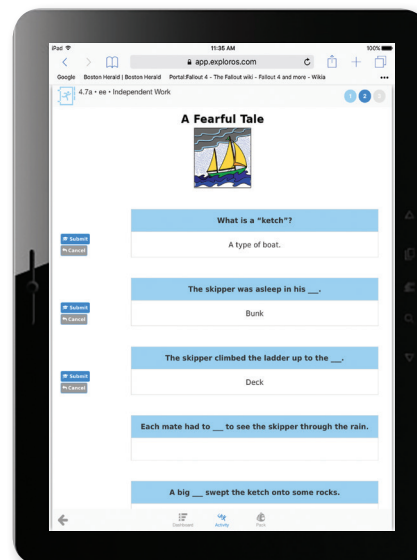 iPad 11:35 AM 100%
app.exploros.com
Google Boston Herald | Boston Herald Portal:Fallout 4 - The Fallout wiki - Fallout 4 and more - Wikia •••
4.7a • ee • Independent Work 1 2 3
A Fearful Tale
What is a “ketch”?
Submit
Cancel
A type of boat.
The skipper was asleep in his ___.
Submit
Cancel
Bunk
The skipper climbed the ladder up to the ___.
Submit
Cancel
Deck
Each mate had to ___ to see the skipper through the rain.
A big ___ swept the ketch onto some rocks.
Dashboard Activity Pack